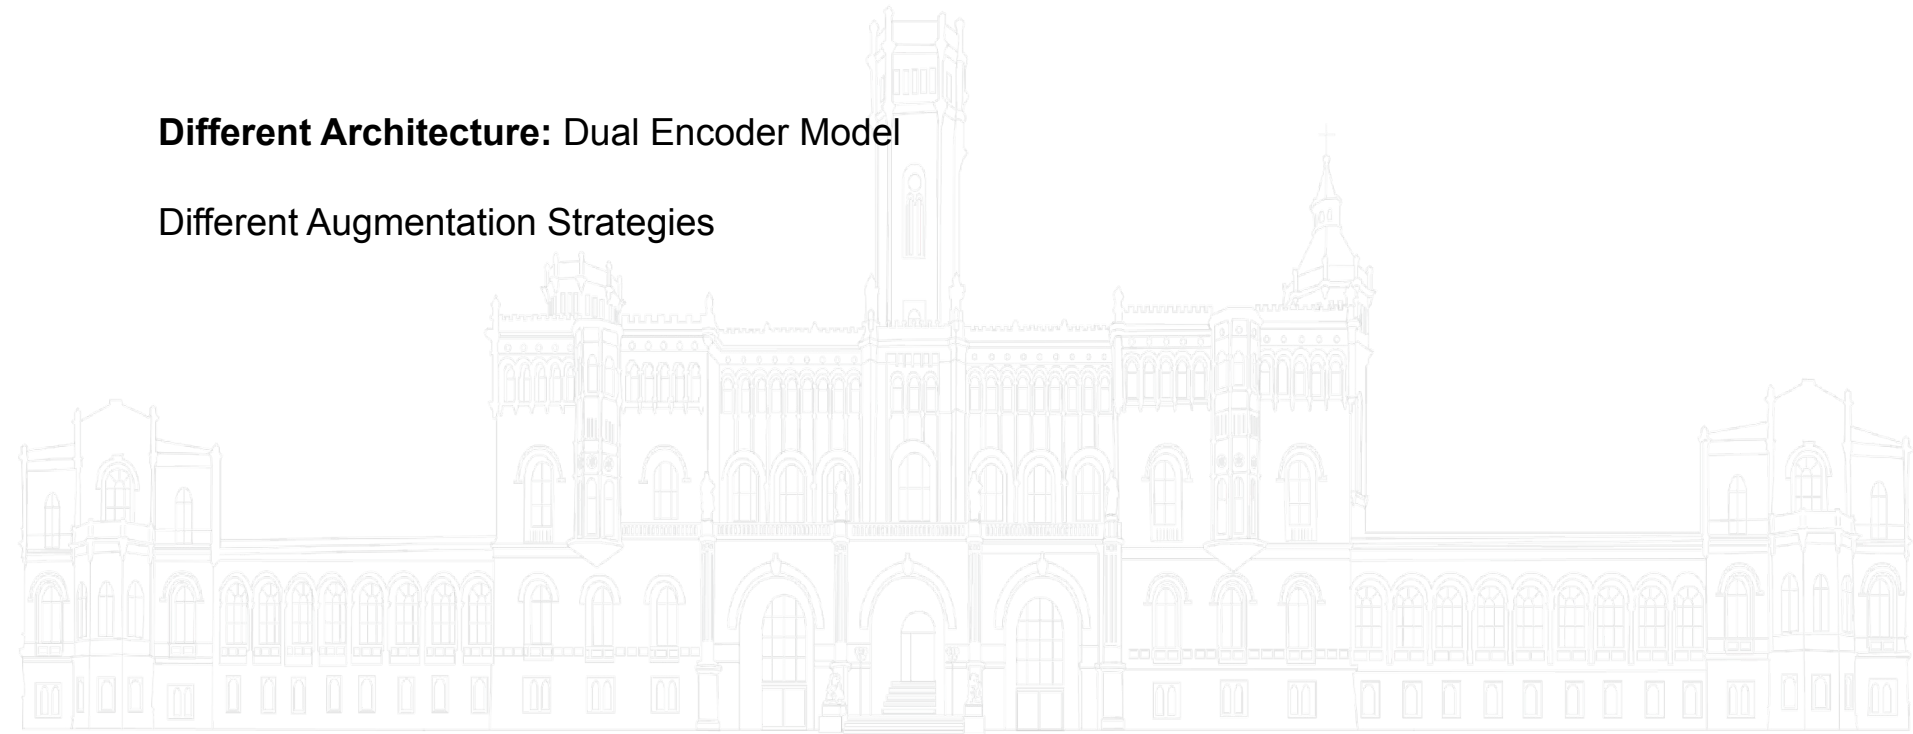 Different Architecture: Dual Encoder Model
Different Augmentation Strategies